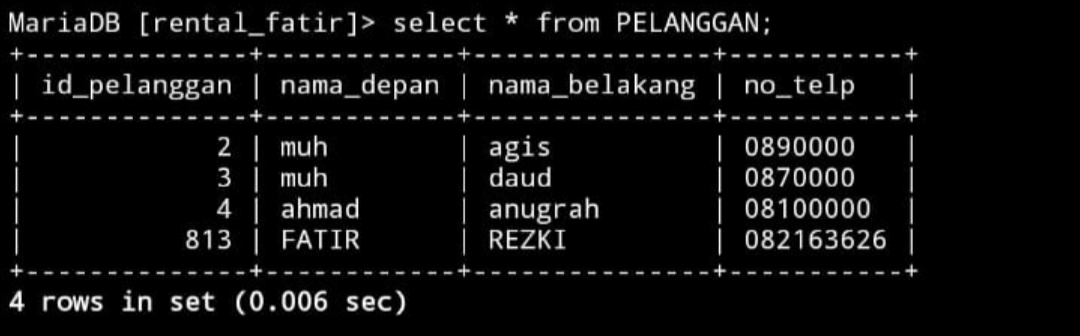 MariaDB [rental_fatir]> select * from PELANGGAN;
+--------------+------------+---------------+-----------+
| id_pelanggan | nama_depan | nama_belakang | no_telp   |
+--------------+------------+---------------+-----------+
|            2 | muh        | agis          | 0890000   |
|            3 | muh        | daud          | 0870000   |
|            4 | ahmad      | anugrah       | 08100000  |
|          813 | FATIR      | REZKI         | 082163626 |
+--------------+------------+---------------+-----------+
4 rows in set (0.006 sec)